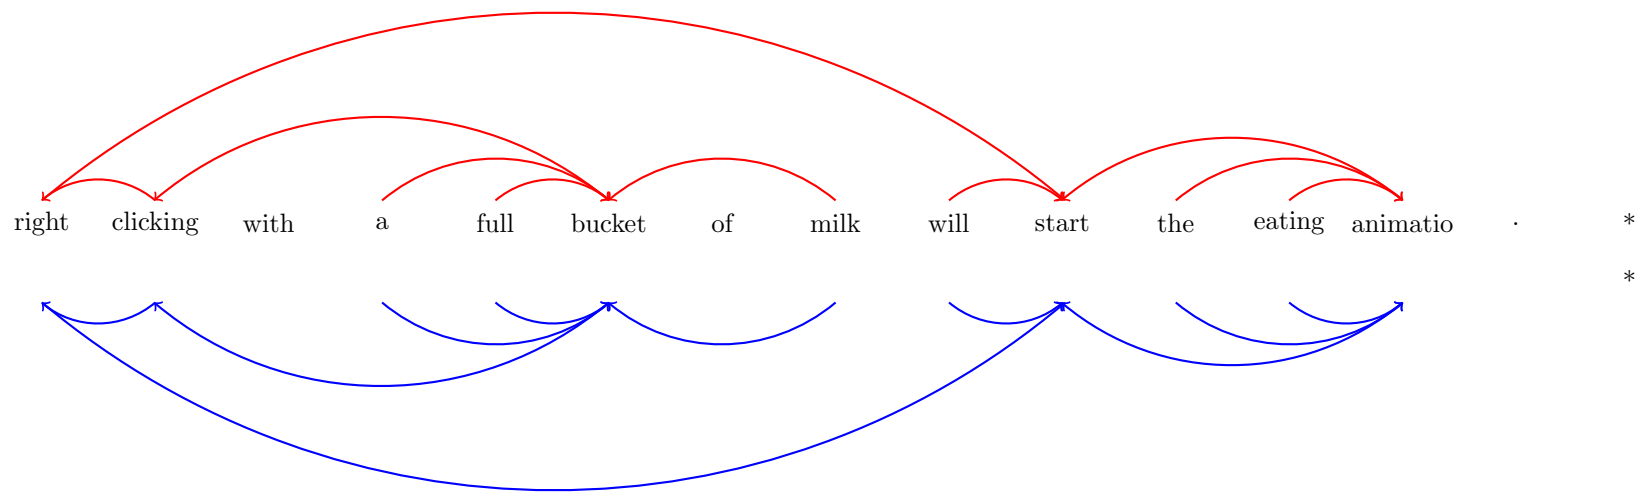 right clicking with a full bucket of milk will start the eating animatio . *
*